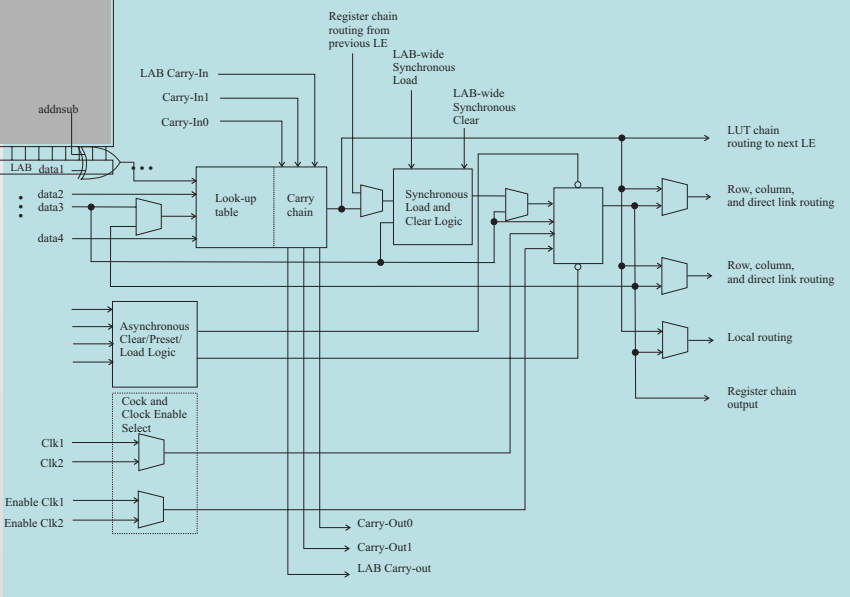 Register chain
routing from
previous LE
LAB-wide
Synchronous
Load
LAB Carry-In
LAB-wide
Synchronous
Clear
Carry-In1
addnsub
Carry-In0
LUT chain
routing to next LE
LAB data1
data2
data3
data4
Look-up
table
Carry
chain
Synchronous
Load and
Clear Logic
Row, column,
and direct link routing
Row, column,
and direct link routing
Asynchronous
Clear/Preset/
Load Logic
Local routing
Register chain
output
Cock and
Clock Enable
Select
Clk1
Clk2
Enable Clk1
Enable Clk2
Carry-Out0
Carry-Out1
LAB Carry-out